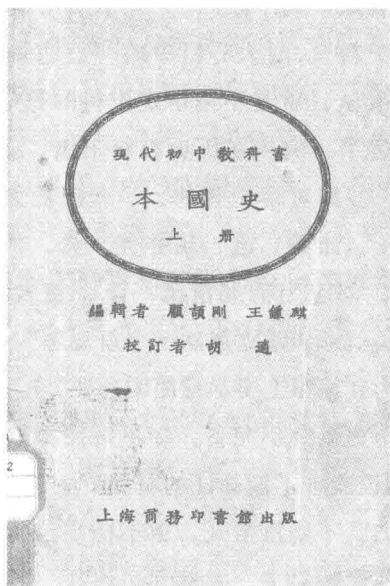 現代初中教科書
本國史
上冊
編輯者 顧頡剛 王鍾麒
校訂者 胡適
上海商務印書館出版
2